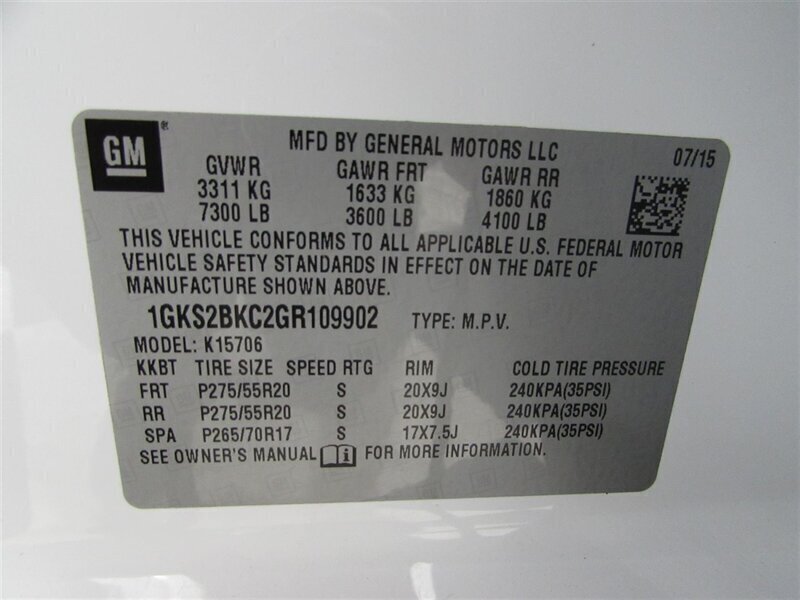 GM®
MFD BY GENERAL MOTORS LLC 07/15
GVWR GAWR FRT GAWR RR
3311 KG 1633 KG 1860 KG
7300 LB 3600 LB 4100 LB
THIS VEHICLE CONFORMS TO ALL APPLICABLE U.S. FEDERAL MOTOR
VEHICLE SAFETY STANDARDS IN EFFECT ON THE DATE OF
MANUFACTURE SHOWN ABOVE.
1GKS2BKC2GR109902 TYPE: M.P.V.
MODEL: K15706
KKBT TIRE SIZE SPEED RTG RIM COLD TIRE PRESSURE
FRT P275/55R20 S 20X9J 240KPA(35PSI)
RR P275/55R20 S 20X9J 240KPA(35PSI)
SPA P265/70R17 S 17X7.5J 240KPA(35PSI)
SEE OWNER'S MANUAL FOR MORE INFORMATION.